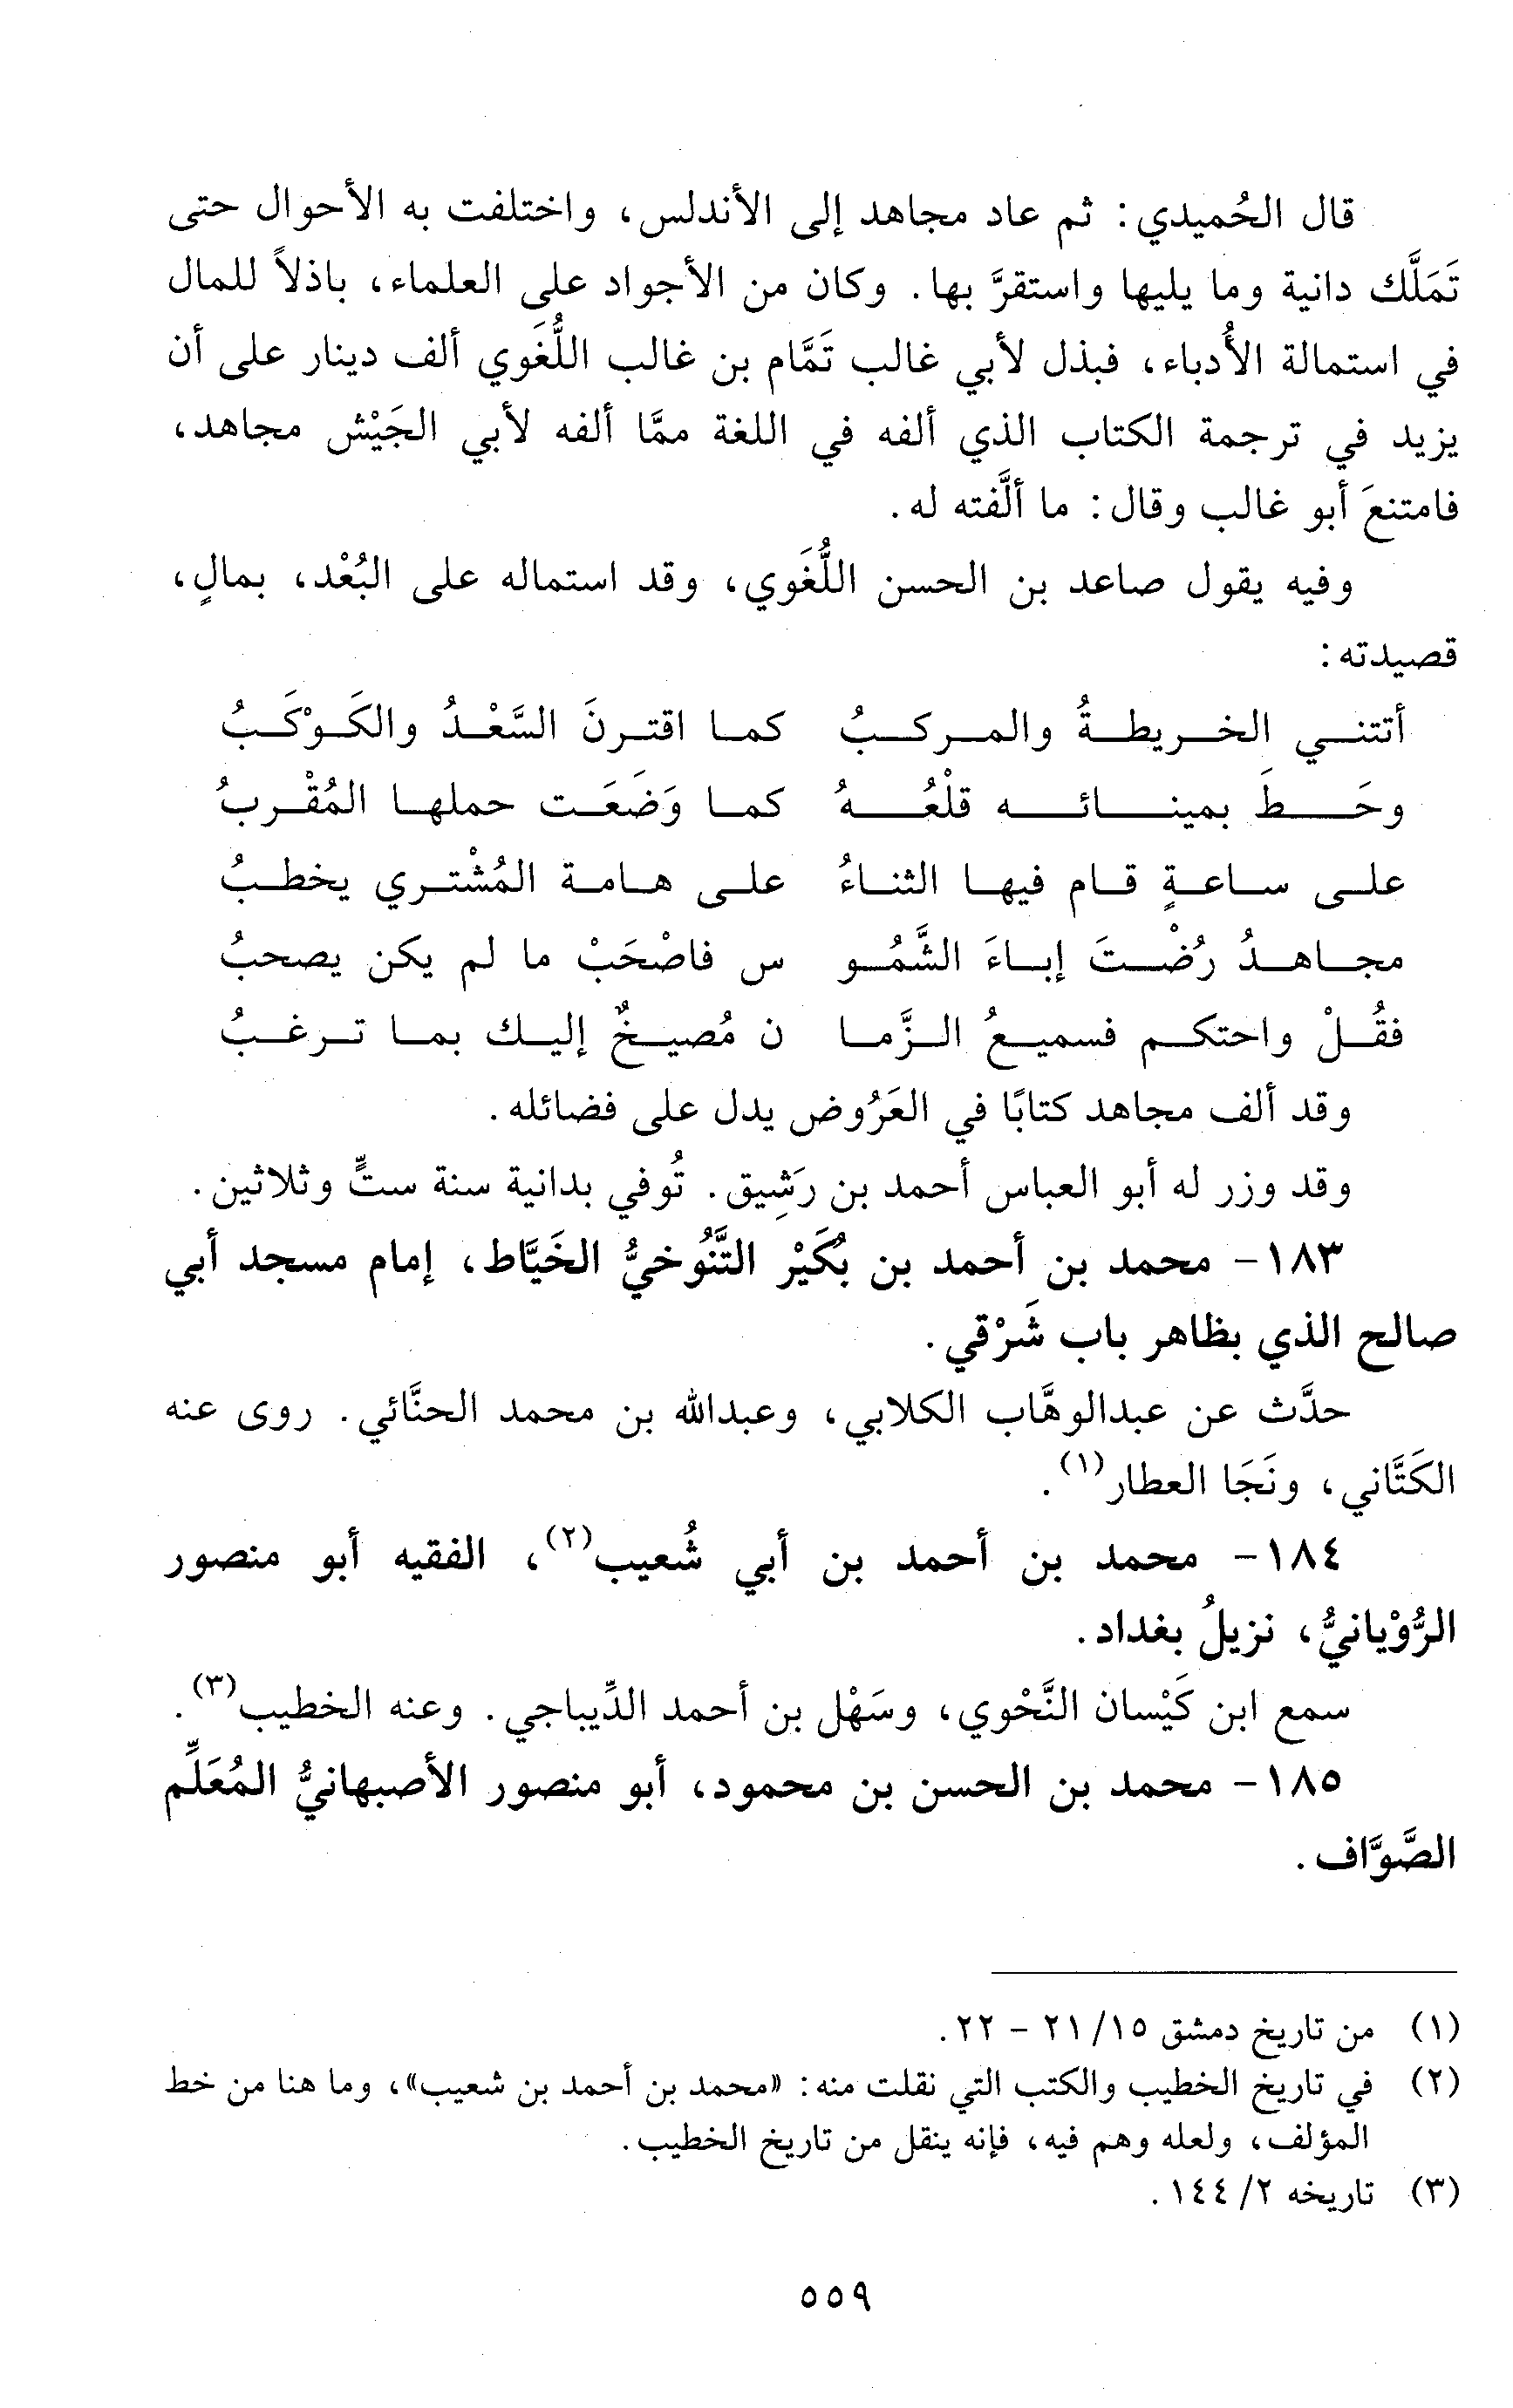 قال الحُميدي: ثم عاد مجاهد إلى الأندلس، واختلفت به الأحوال حتى
تَمَلَّك دانية وما يليها واستقرَّ بها. وكان من الأجواد على العلماء، باذلاً للمال
في استمالة الأُدباء، فبذل لأبي غالب تَمَّام بن غالب اللُّغَوي ألف دينار على أن
يزيد في ترجمة الكتاب الذي ألفه في اللغة ممَّا ألفه لأبي الجَيْش مجاهد،
فامتنعَ أبو غالب وقال: ما ألَّفته له.
وفيه يقول صاعد بن الحسن اللُّغَوي، وقد استماله على البُعْد، بمالٍ،
قصيدته:
أتتني الخريطةُ والمركبُ كما اقترنَ السَّعْدُ والكَوْكَبُ
وحَطَ بمينائه قلْعُهُ كما وَضَعَت حملها المُقْربُ
على ساعةٍ قام فيها الثناءُ على هامة المُشْتري يخطبُ
مجاهدُ رُضْتَ إباءَ الشَّمُو س فاصْحَبْ ما لم يكن يصحبُ
فقُلْ واحتكم فسميعُ الزَّما ن مُصيخٌ إليك بما ترغبُ
وقد ألف مجاهد كتابًا في العَرُوض يدل على فضائله.
وقد وزر له أبو العباس أحمد بن رَشِيق. تُوفي بدانية سنة ستٍّ وثلاثين.
١٨٣- محمد بن أحمد بن بُكَيْر التَّنُوخيُّ الخَيَّاط، إمام مسجد أبي
صالح الذي بظاهر باب شَرْقي.
حدَّث عن عبدالوهَّاب الكلابي، وعبدالله بن محمد الحنَّائي. روى عنه
الكَتَّاني، ونَجَا العطار(١).
١٨٤- محمد بن أحمد بن أبي شُعيب(٢)، الفقيه أبو منصور
الرُّوْيانيُّ، نزيلُ بغداد.
سمع ابن كَيْسان النَّحْوي، وسَهْل بن أحمد الدِّيباجي. وعنه الخطيب(٣).
١٨٥- محمد بن الحسن بن محمود، أبو منصور الأصبهانيُّ المُعَلِّم
الصَّوَّاف.
(١) من تاريخ دمشق ١٥/ ٢١ - ٢٢.
(٢) في تاريخ الخطيب والكتب التي نقلت منه: «محمد بن أحمد بن شعيب»، وما هنا من خط
المؤلف، ولعله وهم فيه، فإنه ينقل من تاريخ الخطيب.
(٣) تاريخه ٢/ ١٤٤.
٥٥٩